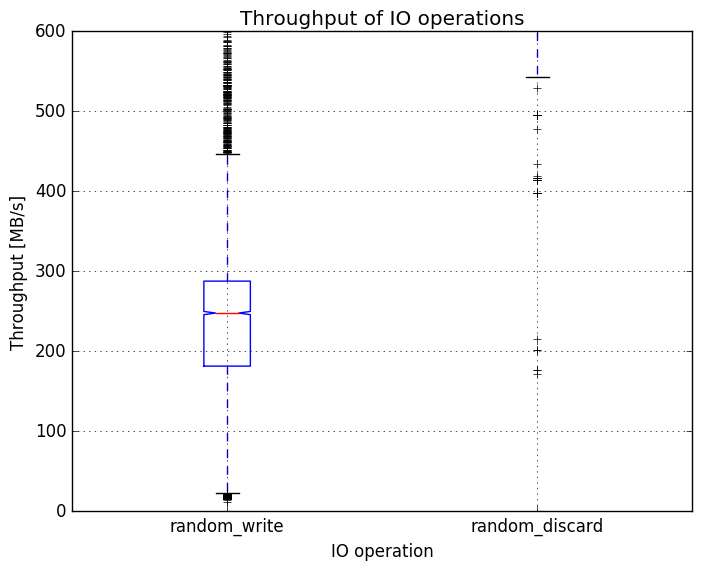 Throughput of IO operations
600
500
400
300
200
100
0
Throughput [MB/s]
random_write random_discard
IO operation